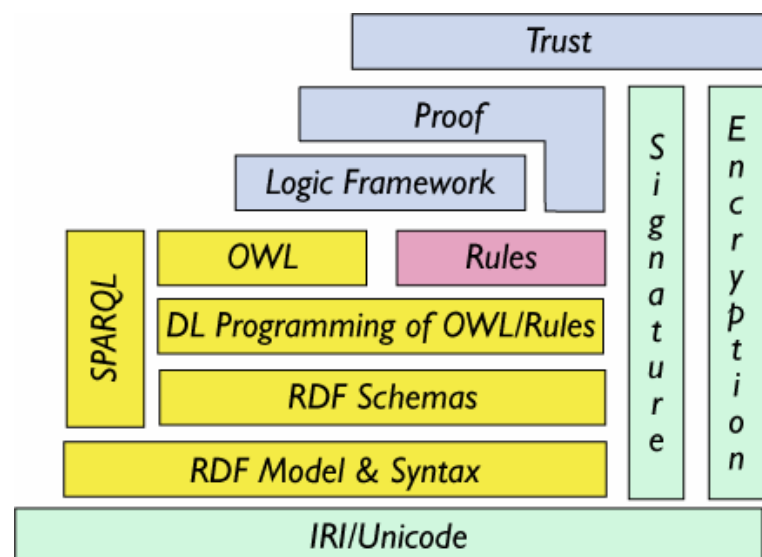 Trust
Proof
Logic Framework
OWL
Rules
SPARQL
DL Programming of OWL/Rules
RDF Schemas
RDF Model & Syntax
Signature
Encryption
IRI/Unicode